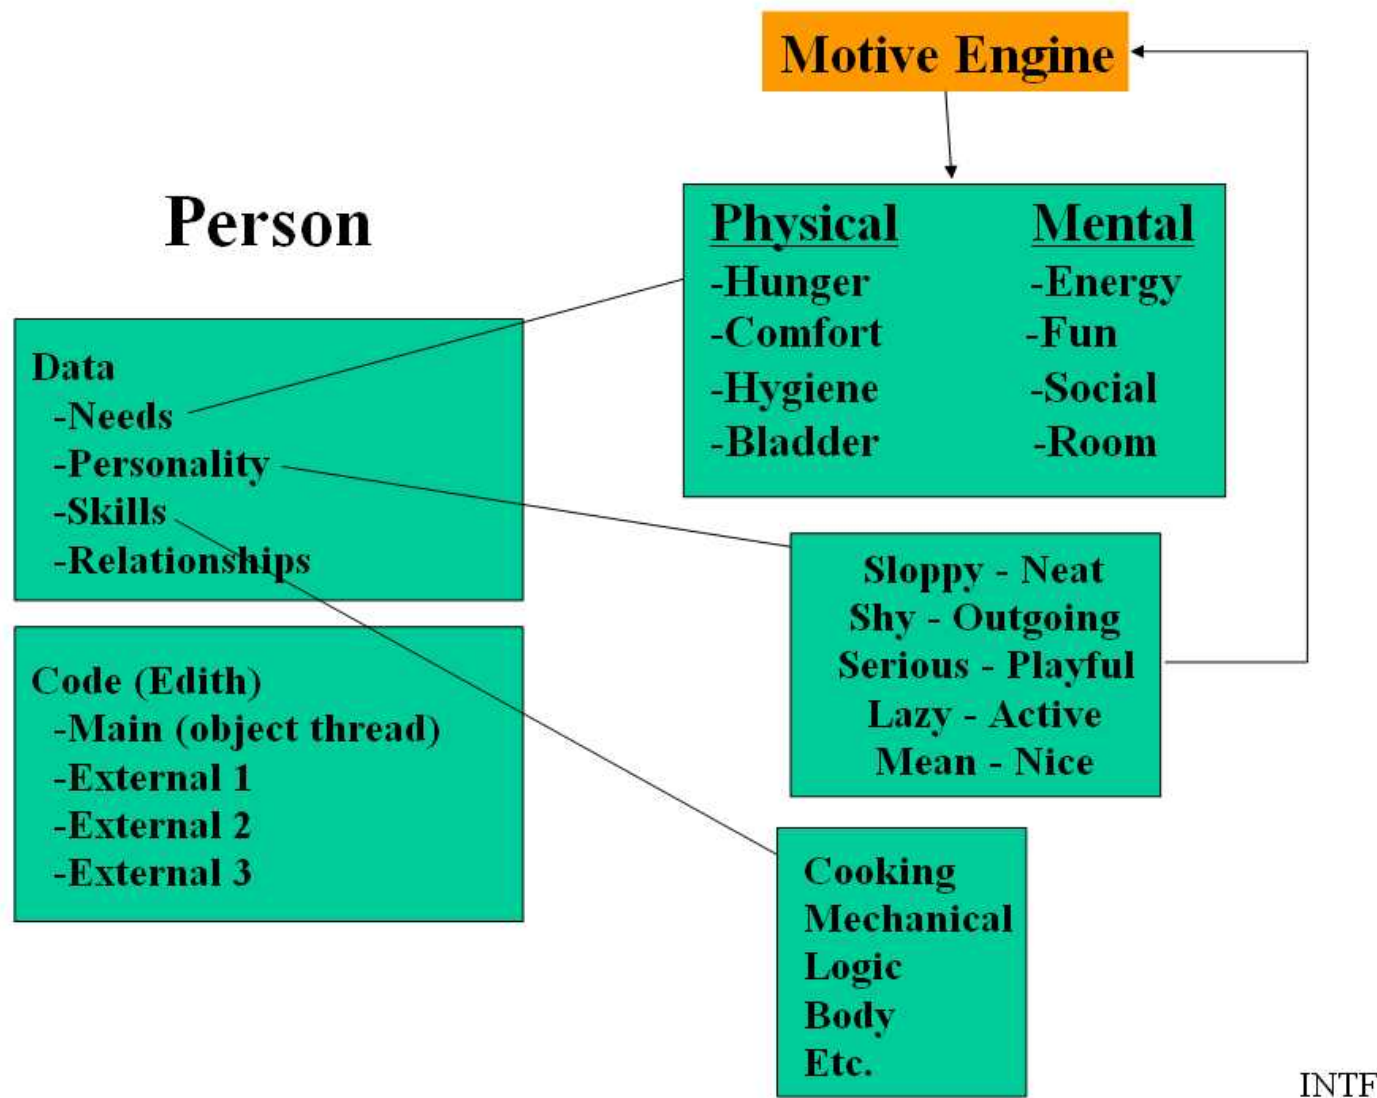 Motive Engine
Person
Physical Mental
-Hunger -Energy
-Comfort -Fun
-Hygiene -Social
-Bladder -Room
Data
-Needs
-Personality
-Skills
-Relationships
Sloppy - Neat
Shy - Outgoing
Serious - Playful
Lazy - Active
Mean - Nice
Code (Edith)
-Main (object thread)
-External 1
-External 2
-External 3
Cooking
Mechanical
Logic
Body
Etc.
INTF